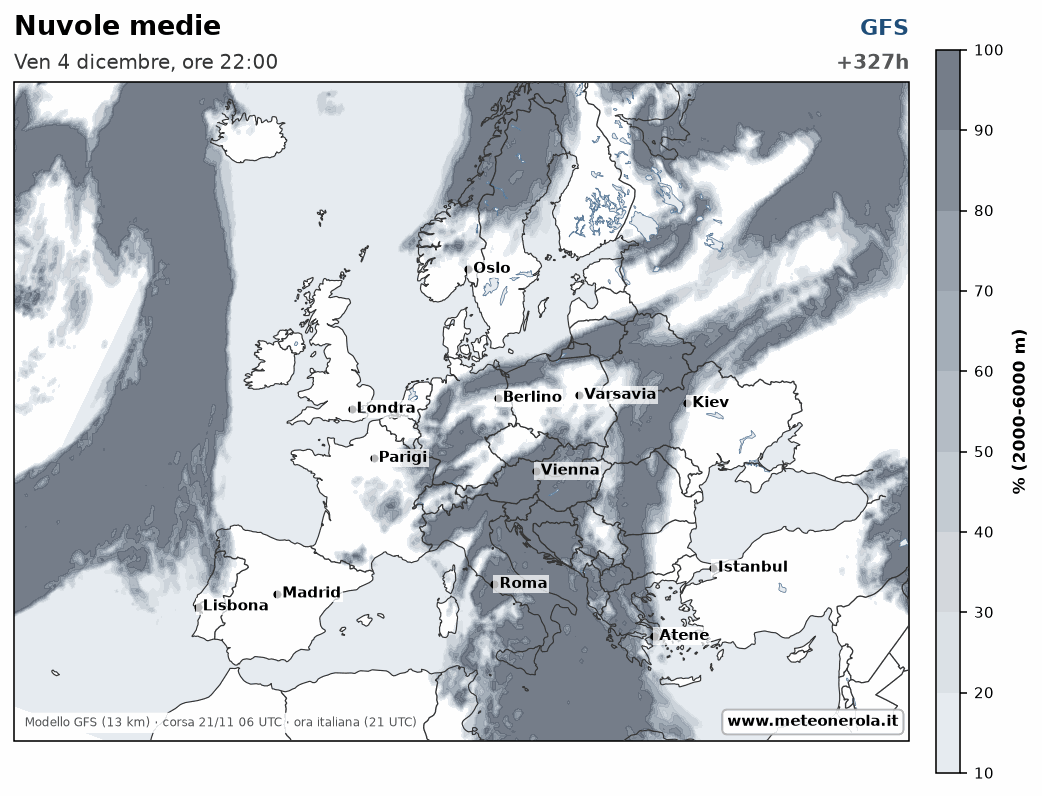 Nuvole medie
GFS
Ven 4 dicembre, ore 22:00
+327h
100
90
80
70
60
50
40
30
20
10
% (2000-6000 m)
Oslo
Londra
Berlino
Varsavia
Kiev
Parigi
Vienna
Istanbul
Roma
Madrid
Lisbona
Atene
Modello GFS (13 km) · corsa 21/11 06 UTC · ora italiana (21 UTC)
www.meteonerola.it